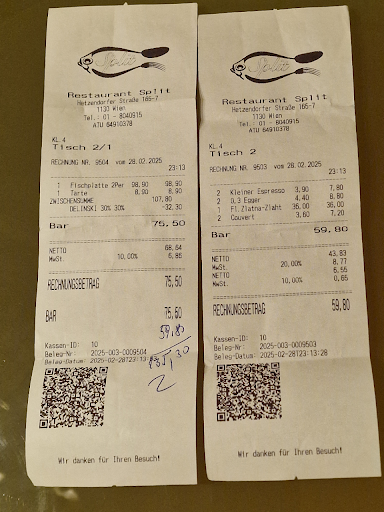 Split
Restaurant Split
Hetzendorfer Straße 165-7
1130 Wien
Tel.: 01 - 8040915
ATU 64910378
KL.4
Tisch 2/1
RECHNUNG NR. 9504 vom 28.02.2025
23:13
1 Fischplatte 2Per 98,90 98,90
1 Torte 8,90 8,90
ZWISCHENSUMME 107,80
DELINSKI 30% 30% -32,30
Bar 75,50
NETTO 68,64
MwSt. 10,00% 6,86
RECHNUNGSBETRAG 75,50
BAR 75,50
59,80
Kassen-ID: 10
Beleg-Nr: 2025-003-0009504
Beleg-Datum: 2025-02-28T23:13
2
Wir danken für Ihren Besuch!
Split
Restaurant Split
Hetzendorfer Straße 165-7
1130 Wien
Tel.: 01 - 8040915
ATU 64910378
KL.4
Tisch 2
RECHNUNG NR. 9503 vom 28.02.2025
23:13
2 Kleiner Espresso 3,90 7,80
2 0,3 Egger 4,40 8,80
1 Fl.Zlatna-Zlaht 36,00 36,00
2 Couvert 3,60 7,20
Bar 59,80
NETTO 43,83
MwSt. 20,00% 8,77
NETTO 6,55
MwSt. 10,00% 0,65
RECHNUNGSBETRAG 59,80
Kassen-ID: 10
Beleg-Nr: 2025-003-0009503
Beleg-Datum: 2025-02-28T23:13:28
Wir danken für Ihren Besuch!